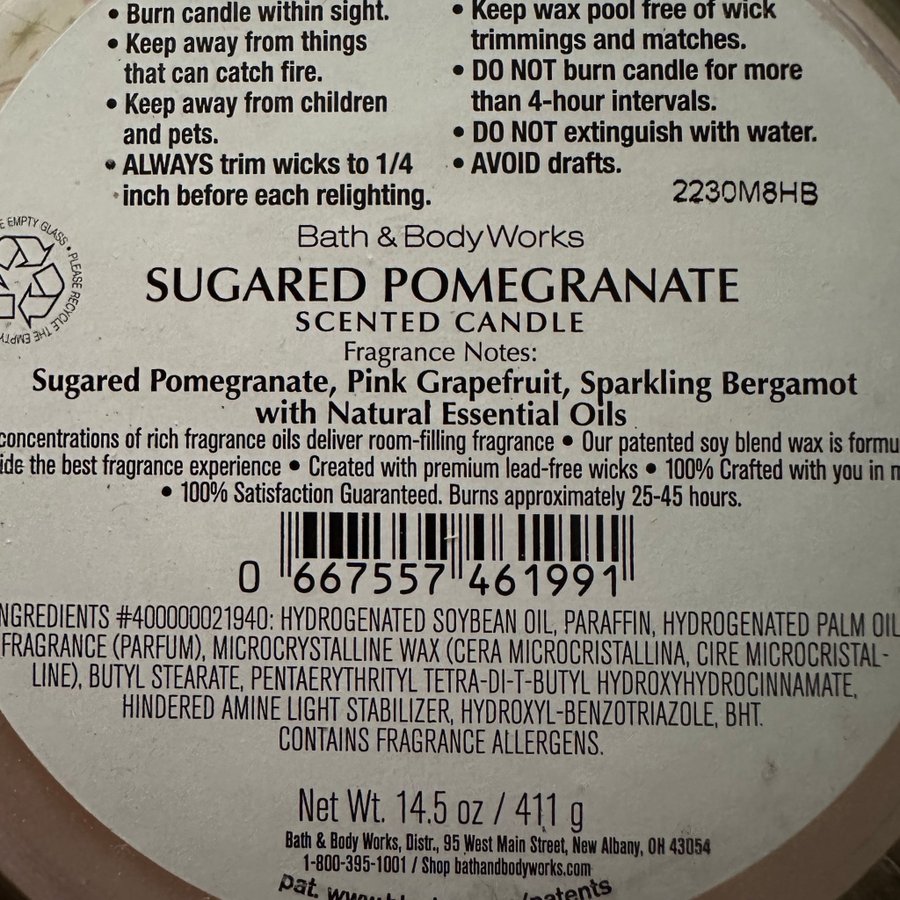 • Burn candle within sight.
• Keep away from things
that can catch fire.
• Keep away from children
and pets.
• ALWAYS trim wicks to 1/4
inch before each relighting.
• Keep wax pool free of wick
trimmings and matches.
• DO NOT burn candle for more
than 4-hour intervals.
• DO NOT extinguish with water.
• AVOID drafts.
2230M8HB
EMPTY GLASS • PLEASE RECYCLE THE EMPTY
Bath & Body Works
SUGARED POMEGRANATE
SCENTED CANDLE
Fragrance Notes:
Sugared Pomegranate, Pink Grapefruit, Sparkling Bergamot
with Natural Essential Oils
concentrations of rich fragrance oils deliver room-filling fragrance • Our patented soy blend wax is
the best fragrance experience • Created with premium lead-free wicks • 100% Crafted with you in
• 100% Satisfaction Guaranteed. Burns approximately 25-45 hours.
0 667557 461991
INGREDIENTS #400000021940: HYDROGENATED SOYBEAN OIL, PARAFFIN, HYDROGENATED PALM OIL
FRAGRANCE (PARFUM), MICROCRYSTALLINE WAX (CERA MICROCRISTALLINA, CIRE MICROCRISTAL-
LINE), BUTYL STEARATE, PENTAERYTHRITYL TETRA-DI-T-BUTYL HYDROXYHYDROCINNAMATE,
HINDERED AMINE LIGHT STABILIZER, HYDROXYL-BENZOTRIAZOLE, BHT.
CONTAINS FRAGRANCE ALLERGENS.
Net Wt. 14.5 oz / 411 g
Bath & Body Works, Distr., 95 West Main Street, New Albany, OH 43054
1-800-395-1001 / Shop bathandbodyworks.com
pat.